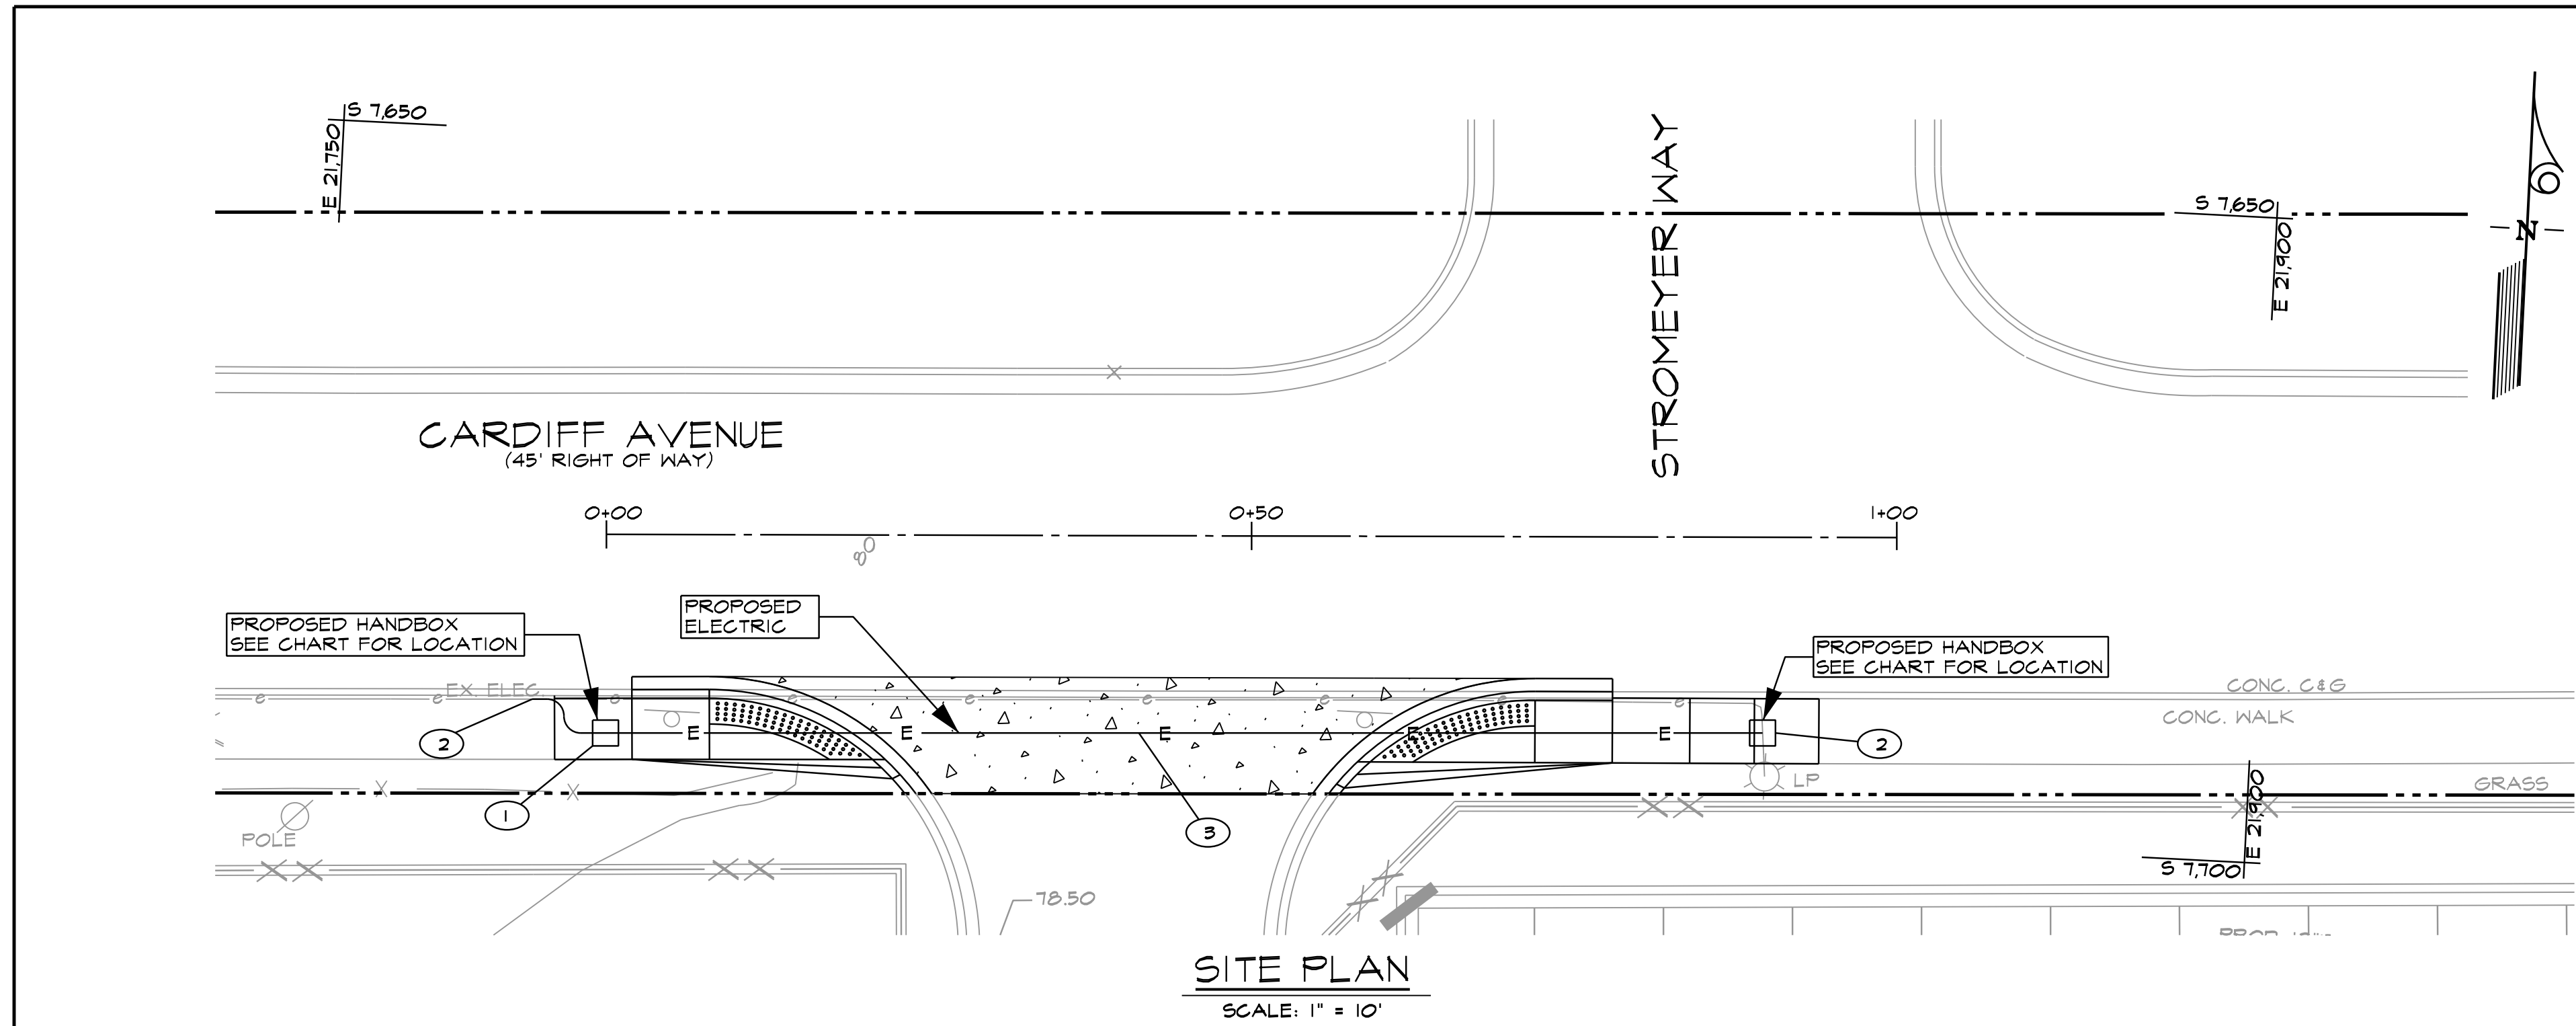 S 7,650
E 21,750
STROMEYER WAY
S 7,650
E 21,900
N
CARDIFF AVENUE
(45' RIGHT OF WAY)
0+00
0+50
1+00
80
PROPOSED HANDBOX
SEE CHART FOR LOCATION
PROPOSED
ELECTRIC
PROPOSED HANDBOX
SEE CHART FOR LOCATION
e
e
EX. ELEC.
e
e
e
e
e
e
e
CONC. C&G
CONC. WALK
E
E
E
E
E
2
2
1
3
LP
GRASS
POLE
E 21,900
S 7,700
78.50
SITE PLAN
SCALE: 1" = 10'